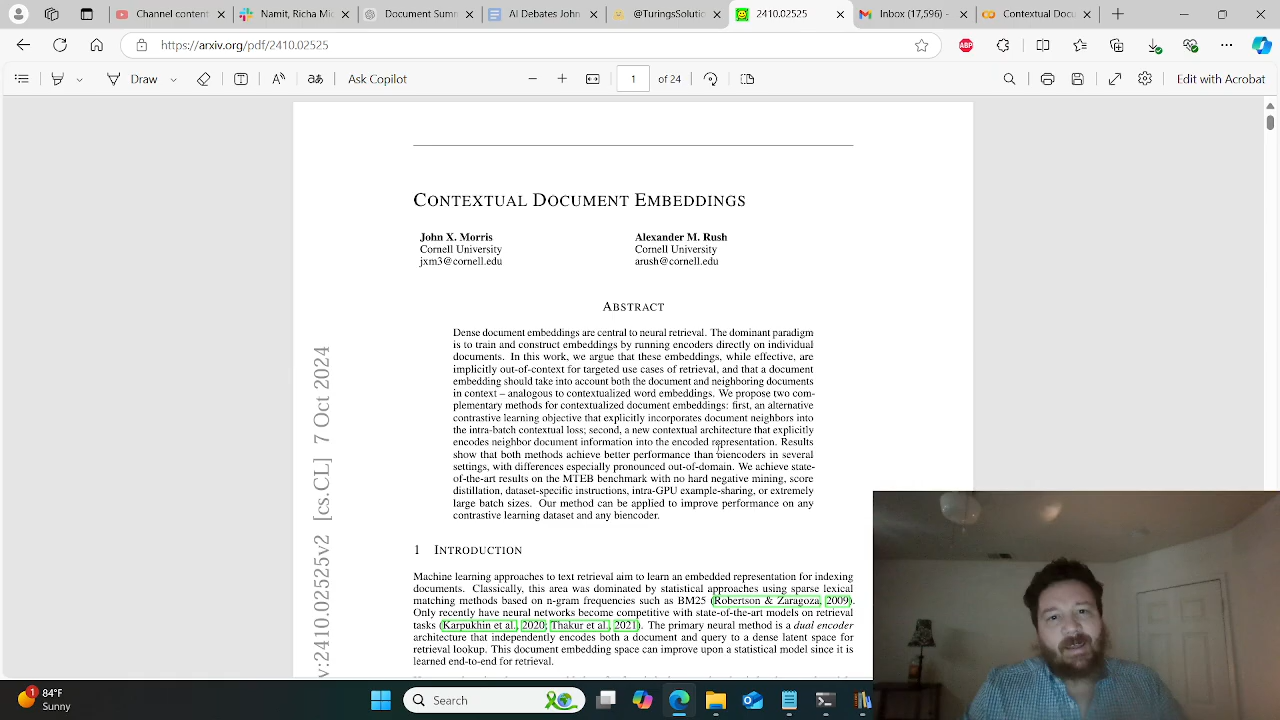 Channel content
Namit, Richa Mic
Document Sum
Al Debates and
@TuringsSolutio
2410.02525
Inbox (17,596) -
Contextual Docu
https://arxiv.org/pdf/2410.02525
ABP
Draw
Ask Copilot
1 of 24
Edit with Acrobat
CONTEXTUAL DOCUMENT EMBEDDINGS
John X. Morris
Cornell University
jxm3@cornell.edu
Alexander M. Rush
Cornell University
arush@cornell.edu
ABSTRACT
Dense document embeddings are central to neural retrieval. The dominant paradigm
is to train and construct embeddings by running encoders directly on individual
documents. In this work, we argue that these embeddings, while effective, are
implicitly out-of-context for targeted use cases of retrieval, and that a document
embedding should take into account both the document and neighboring documents
in context – analogous to contextualized word embeddings. We propose two com-
plementary methods for contextualized document embeddings: first, an alternative
contrastive learning objective that explicitly incorporates document neighbors into
the intra-batch contextual loss; second, a new contextual architecture that explicitly
encodes neighbor document information into the encoded representation. Results
show that both methods achieve better performance than biencoders in several
settings, with differences especially pronounced out-of-domain. We achieve state-
of-the-art results on the MTEB benchmark with no hard negative mining, score
distillation, dataset-specific instructions, intra-GPU example-sharing, or extremely
large batch sizes. Our method can be applied to improve performance on any
contrastive learning dataset and any biencoder.
1 INTRODUCTION
Machine learning approaches to text retrieval aim to learn an embedded representation for indexing
documents. Classically, this area was dominated by statistical approaches using sparse lexical
matching methods based on n-gram frequencies such as BM25 (Robertson & Zaragoza, 2009).
Only recently have neural networks become competitive with state-of-the-art models on retrieval
tasks (Karpukhin et al., 2020; Thakur et al., 2021). The primary neural method is a dual encoder
architecture that independently encodes both a document and query to a dense latent space for
retrieval lookup. This document embedding space can improve upon a statistical model since it is
learned end-to-end for retrieval.
v:2410.02525v2 [cs.CL] 7 Oct 2024
1
84°F
Sunny
Search